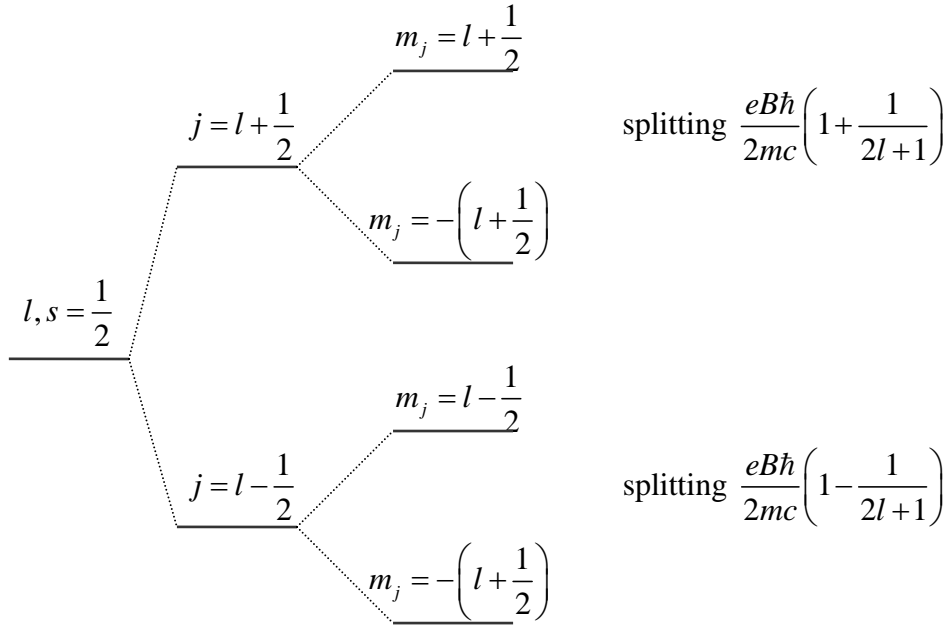 m_j = l + 1/2
j = l + 1/2
splitting eBħ/2mc (1 + 1/(2l+1))
m_j = −(l + 1/2)
l, s = 1/2
m_j = l − 1/2
j = l − 1/2
splitting eBħ/2mc (1 − 1/(2l+1))
m_j = −(l + 1/2)